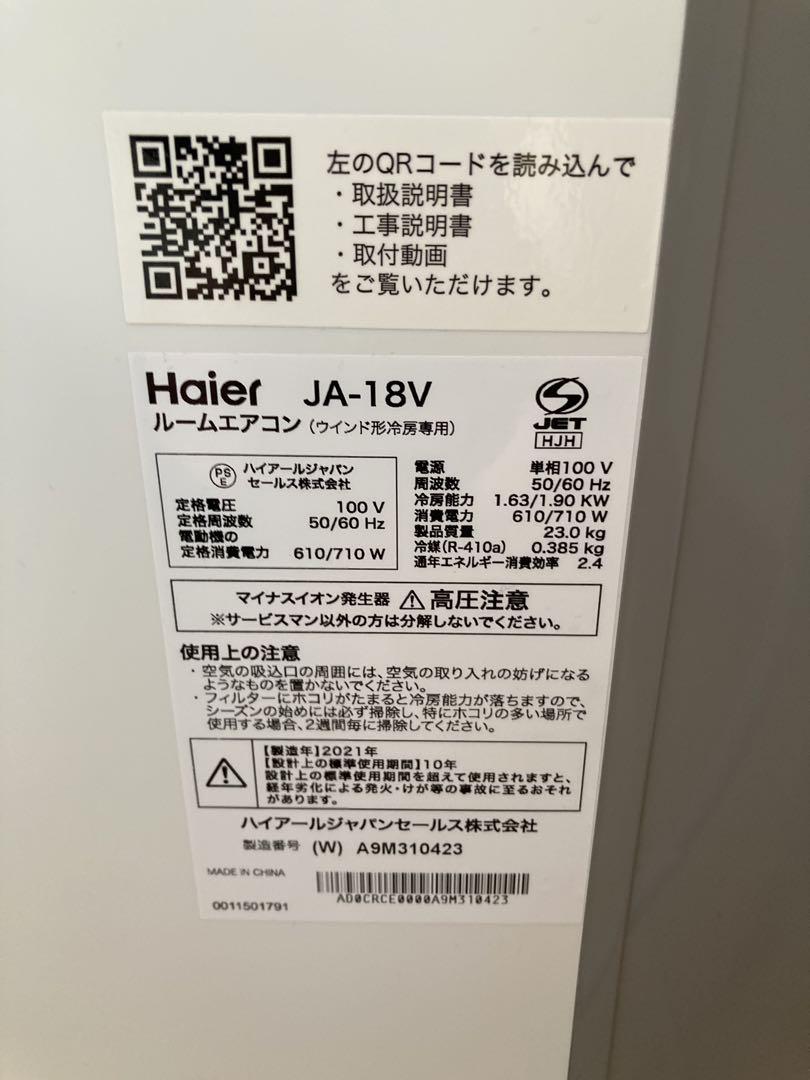 左のQRコードを読み込んで
・取扱説明書
・工事説明書
・取付動画
をご覧いただけます。
Haier JA-18V
ルームエアコン (ウインド形冷房専用)
JET
HJH
PS
E
ハイアールジャパン
セールス株式会社
定格電圧 100 V
定格周波数 50/60 Hz
電動機の
定格消費電力 610/710 W
電源 単相100 V
周波数 50/60 Hz
冷房能力 1.63/1.90 KW
消費電力 610/710 W
製品質量 23.0 kg
冷媒(R-410a) 0.385 kg
通年エネルギー消費効率 2.4
マイナスイオン発生器 ⚠高圧注意
※サービスマン以外の方は分解しないでください。
使用上の注意
・空気の吸込口の周囲には、空気の取り入れの妨げになる
ようなものを置かないでください。
・フィルターにホコリがたまると冷房能力が落ちますので、
シーズンの始めには必ず掃除し、特にホコリの多い場所で
使用する場合、2週間毎に掃除してください。
【製造年】2021年
【設計上の標準使用期間】10年
設計上の標準使用期間を超えて使用されますと、
経年劣化による発火・けが等の事故に至るおそれ
があります。
ハイアールジャパンセールス株式会社
製造番号 (W) A9M310423
MADE IN CHINA
AD0CRCE0000A9M310423
0011501791